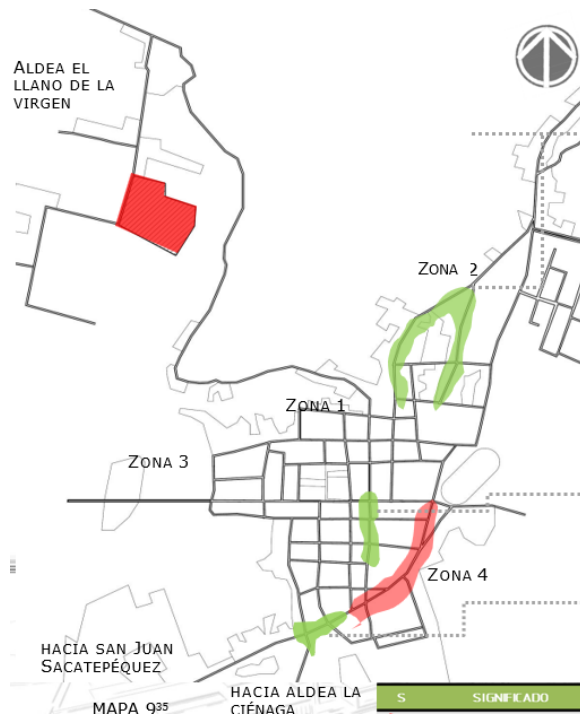 ALDEA EL
LLANO DE LA
VIRGEN
ZONA 2
ZONA 1
ZONA 3
ZONA 4
HACIA SAN JUAN
SACATEPÉQUEZ
MAPA 9³⁵
HACIA ALDEA LA
CIÉNAGA
S SIGNIFICADO